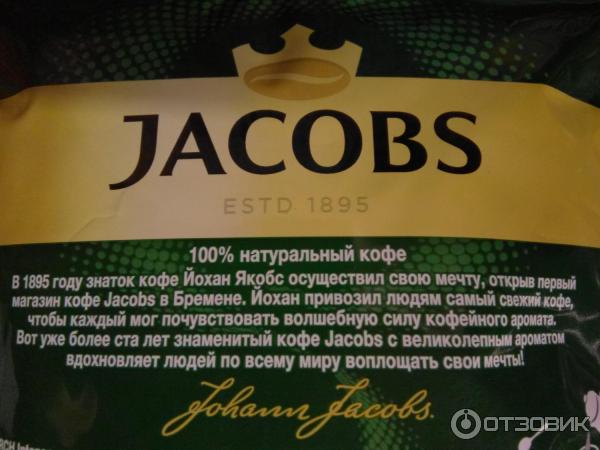 JACOBS
ESTD 1895
100% натуральный кофе
В 1895 году знаток кофе Йохан Якобс осуществил свою мечту, открыв первый
магазин кофе Jacobs в Бремене. Йохан привозил людям самый свежий кофе,
чтобы каждый мог почувствовать волшебную силу кофейного аромата.
Вот уже более ста лет знаменитый кофе Jacobs с великолепным ароматом
вдохновляет людей по всему миру воплощать свои мечты!
Johann Jacobs.
ОТЗОВИК